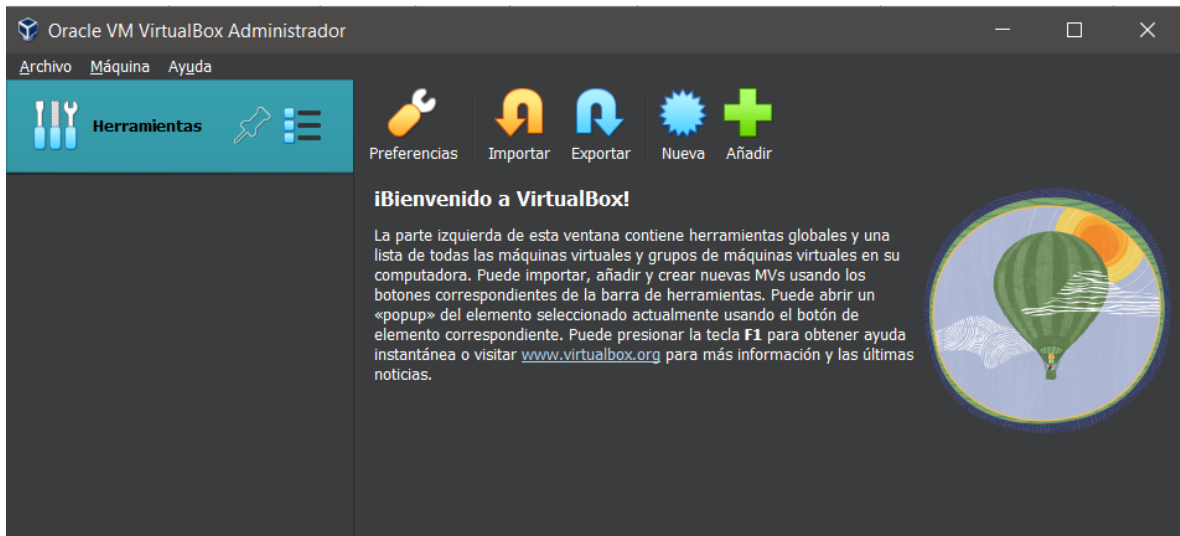 Oracle VM VirtualBox Administrador
Archivo Máquina Ayuda
Herramientas
Preferencias Importar Exportar Nueva Añadir
¡Bienvenido a VirtualBox!
La parte izquierda de esta ventana contiene herramientas globales y una
lista de todas las máquinas virtuales y grupos de máquinas virtuales en su
computadora. Puede importar, añadir y crear nuevas MVs usando los
botones correspondientes de la barra de herramientas. Puede abrir un
«popup» del elemento seleccionado actualmente usando el botón de
elemento correspondiente. Puede presionar la tecla F1 para obtener ayuda
instantánea o visitar www.virtualbox.org para más información y las últimas
noticias.